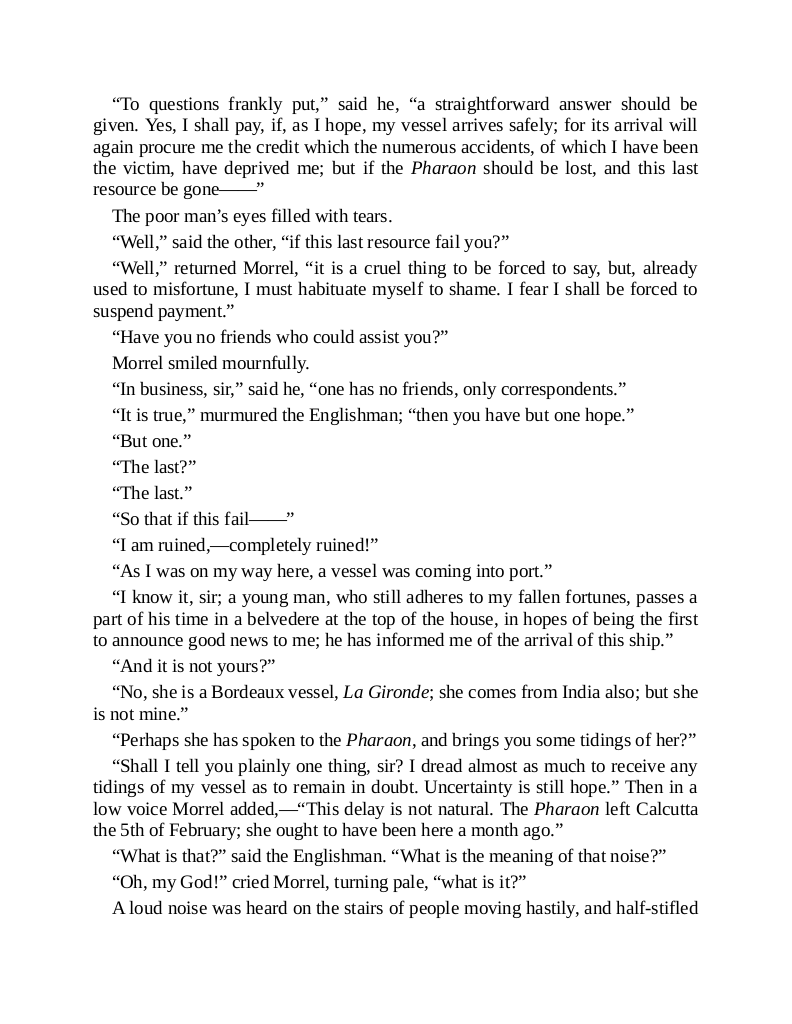 “To questions frankly put,” said he, “a straightforward answer should be
given. Yes, I shall pay, if, as I hope, my vessel arrives safely; for its arrival will
again procure me the credit which the numerous accidents, of which I have been
the victim, have deprived me; but if the Pharaon should be lost, and this last
resource be gone——”
The poor man’s eyes filled with tears.
“Well,” said the other, “if this last resource fail you?”
“Well,” returned Morrel, “it is a cruel thing to be forced to say, but, already
used to misfortune, I must habituate myself to shame. I fear I shall be forced to
suspend payment.”
“Have you no friends who could assist you?”
Morrel smiled mournfully.
“In business, sir,” said he, “one has no friends, only correspondents.”
“It is true,” murmured the Englishman; “then you have but one hope.”
“But one.”
“The last?”
“The last.”
“So that if this fail——”
“I am ruined,—completely ruined!”
“As I was on my way here, a vessel was coming into port.”
“I know it, sir; a young man, who still adheres to my fallen fortunes, passes a
part of his time in a belvedere at the top of the house, in hopes of being the first
to announce good news to me; he has informed me of the arrival of this ship.”
“And it is not yours?”
“No, she is a Bordeaux vessel, La Gironde; she comes from India also; but she
is not mine.”
“Perhaps she has spoken to the Pharaon, and brings you some tidings of her?”
“Shall I tell you plainly one thing, sir? I dread almost as much to receive any
tidings of my vessel as to remain in doubt. Uncertainty is still hope.” Then in a
low voice Morrel added,—“This delay is not natural. The Pharaon left Calcutta
the 5th of February; she ought to have been here a month ago.”
“What is that?” said the Englishman. “What is the meaning of that noise?”
“Oh, my God!” cried Morrel, turning pale, “what is it?”
A loud noise was heard on the stairs of people moving hastily, and half-stifled